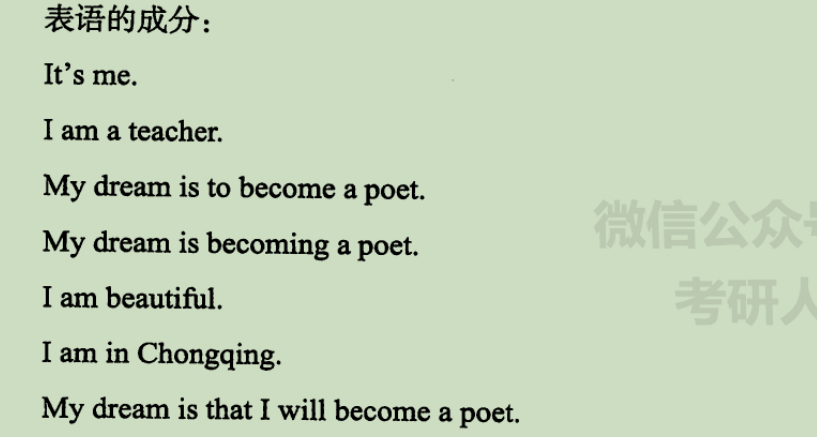 表语的成分：
It's me.
I am a teacher.
My dream is to become a poet.
My dream is becoming a poet.
微信公众号
I am beautiful.
考研人
I am in Chongqing.
My dream is that I will become a poet.